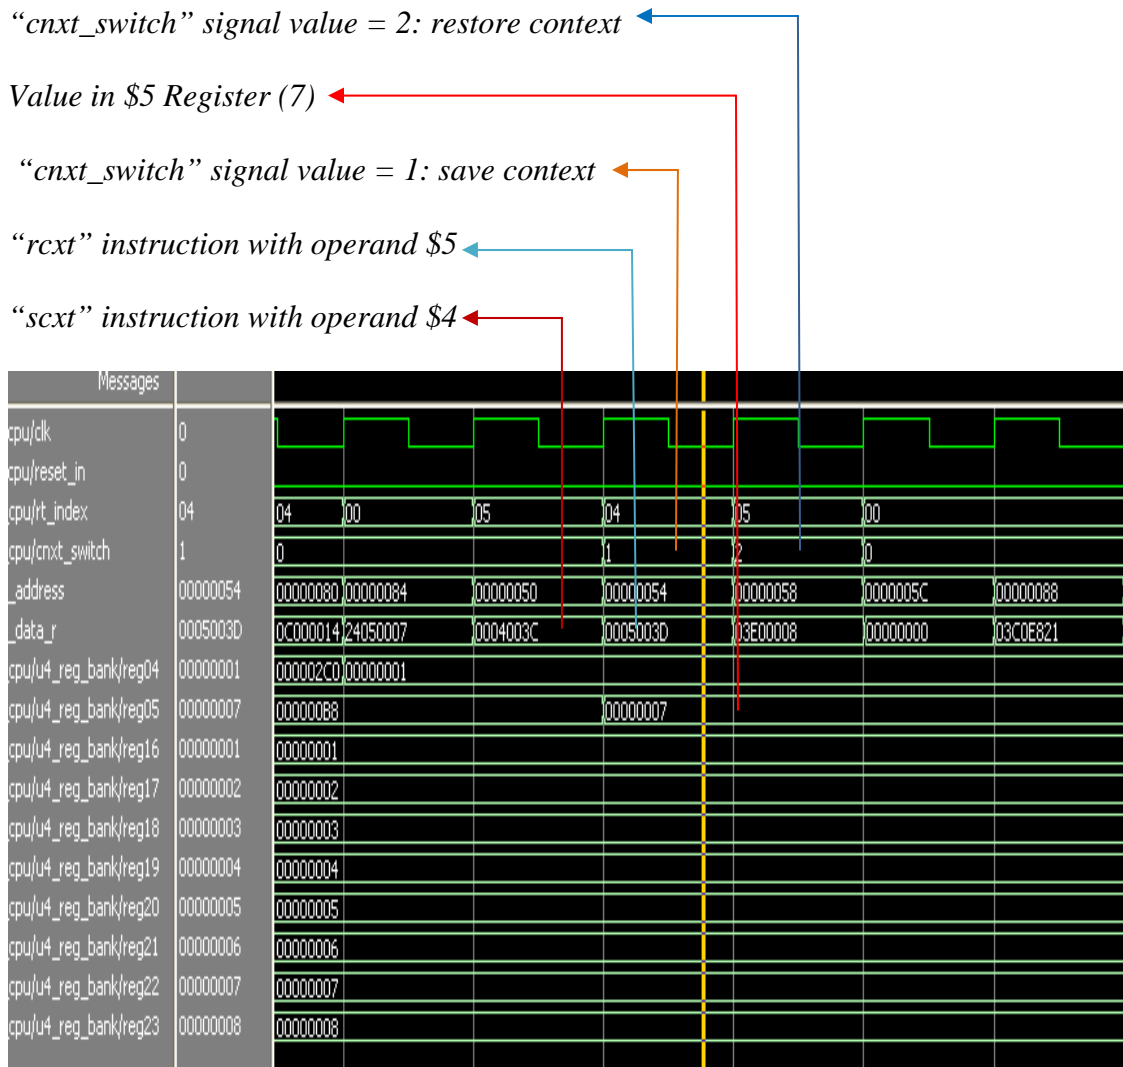 “cnxt_switch” signal value = 2: restore context
Value in $5 Register (7)
“cnxt_switch” signal value = 1: save context
“rcxt” instruction with operand $5
“scxt” instruction with operand $4
Messages
cpu/clk 0
cpu/reset_in 0
cpu/rt_index 04 04 00 05 04 05 00
cpu/cnxt_switch 1 0 1 2 0
_address 00000054 00000080 00000084 00000050 00000054 00000058 0000005C 00000088
_data_r 0005003D 0C000014 24050007 0004003C 0005003D 03E00008 00000000 03C0E821
cpu/u4_reg_bank/reg04 00000001 000002C0 00000001
cpu/u4_reg_bank/reg05 00000007 000000B8 00000007
cpu/u4_reg_bank/reg16 00000001 00000001
cpu/u4_reg_bank/reg17 00000002 00000002
cpu/u4_reg_bank/reg18 00000003 00000003
cpu/u4_reg_bank/reg19 00000004 00000004
cpu/u4_reg_bank/reg20 00000005 00000005
cpu/u4_reg_bank/reg21 00000006 00000006
cpu/u4_reg_bank/reg22 00000007 00000007
cpu/u4_reg_bank/reg23 00000008 00000008